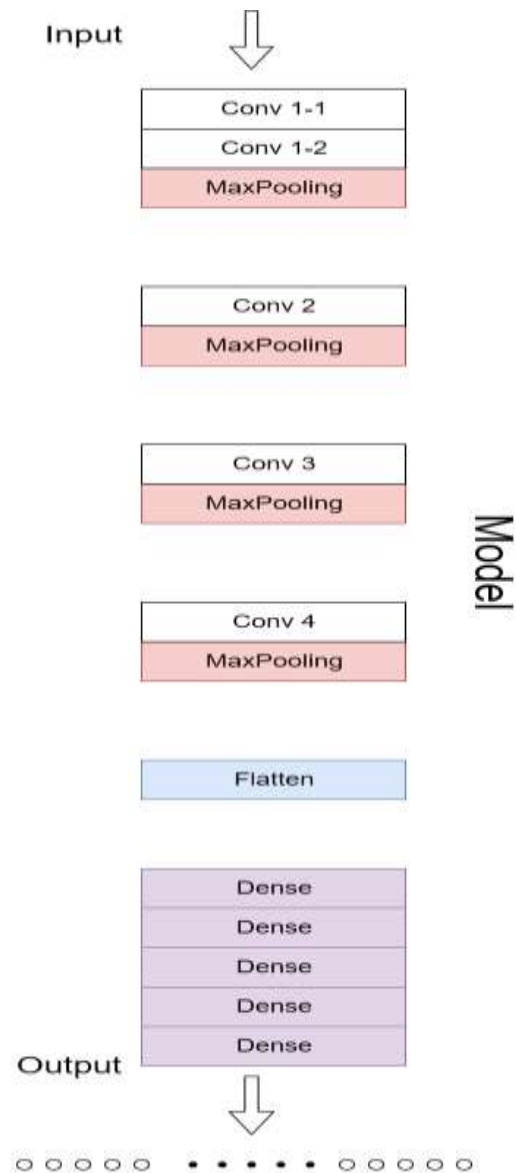 Input
Conv 1-1
Conv 1-2
MaxPooling
Conv 2
MaxPooling
Conv 3
MaxPooling
Model
Conv 4
MaxPooling
Flatten
Dense
Dense
Dense
Dense
Dense
Output